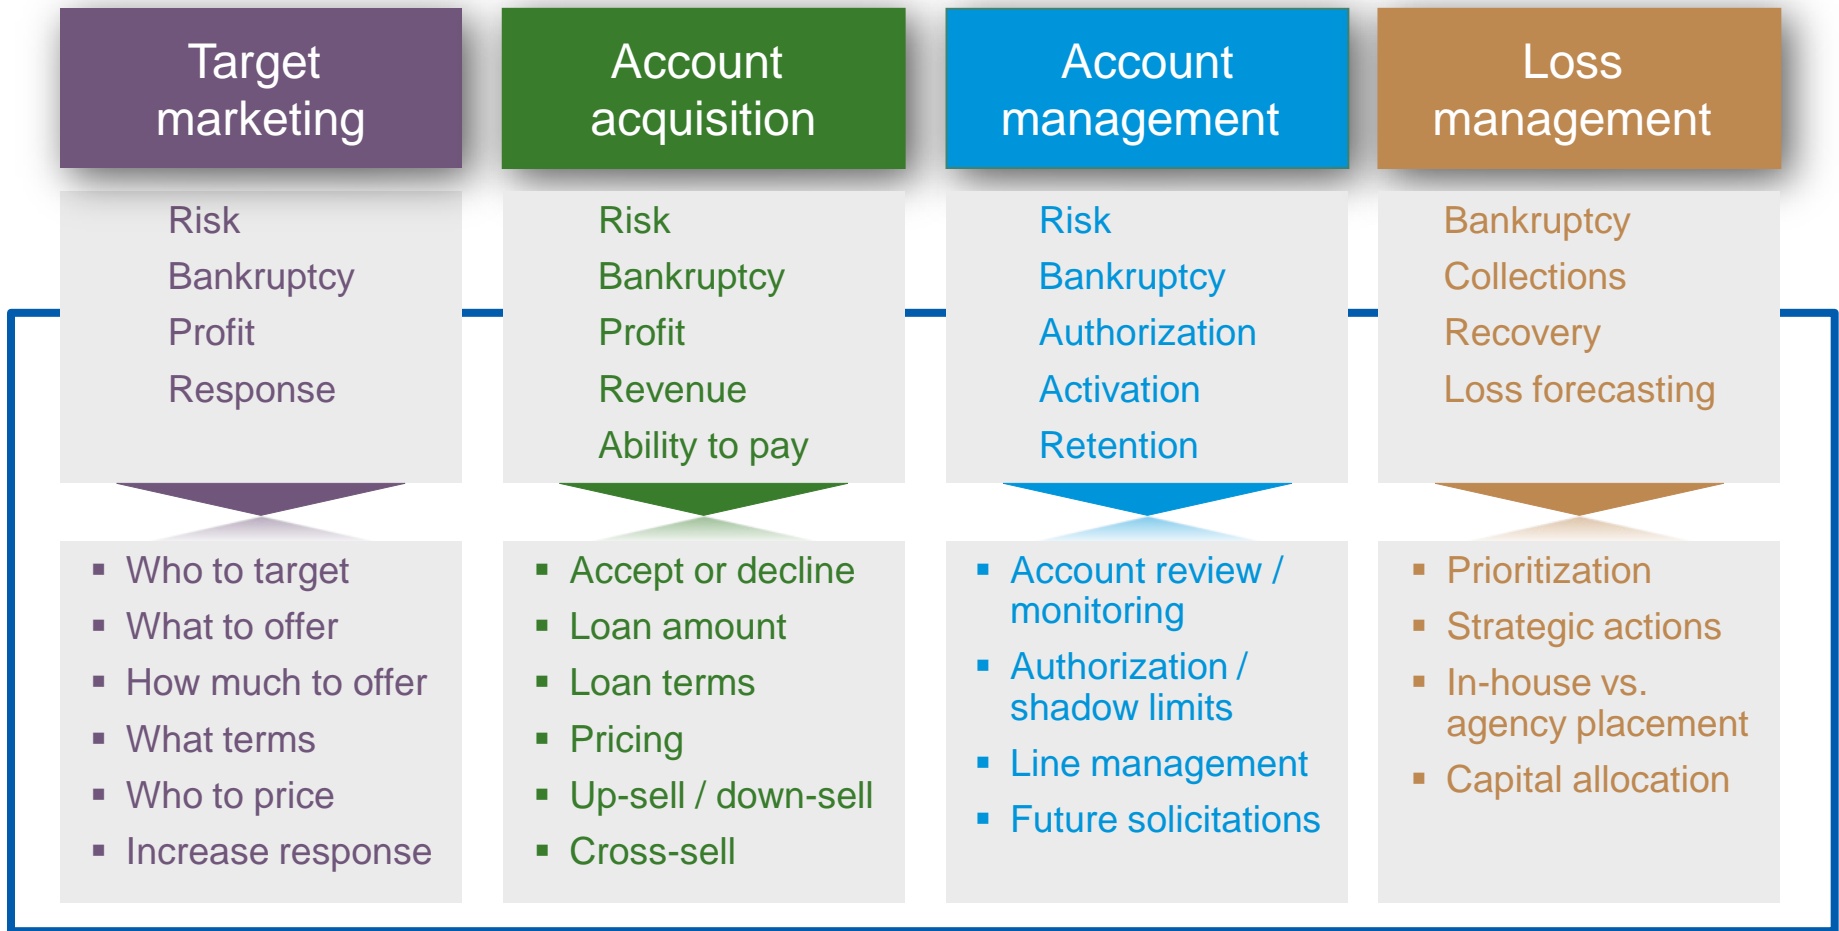 Target
marketing
Risk
Bankruptcy
Profit
Response
▪ Who to target
▪ What to offer
▪ How much to offer
▪ What terms
▪ Who to price
▪ Increase response
Account
acquisition
Risk
Bankruptcy
Profit
Revenue
Ability to pay
▪ Accept or decline
▪ Loan amount
▪ Loan terms
▪ Pricing
▪ Up-sell / down-sell
▪ Cross-sell
Account
management
Risk
Bankruptcy
Authorization
Activation
Retention
▪ Account review /
monitoring
▪ Authorization /
shadow limits
▪ Line management
▪ Future solicitations
Loss
management
Bankruptcy
Collections
Recovery
Loss forecasting
▪ Prioritization
▪ Strategic actions
▪ In-house vs.
agency placement
▪ Capital allocation